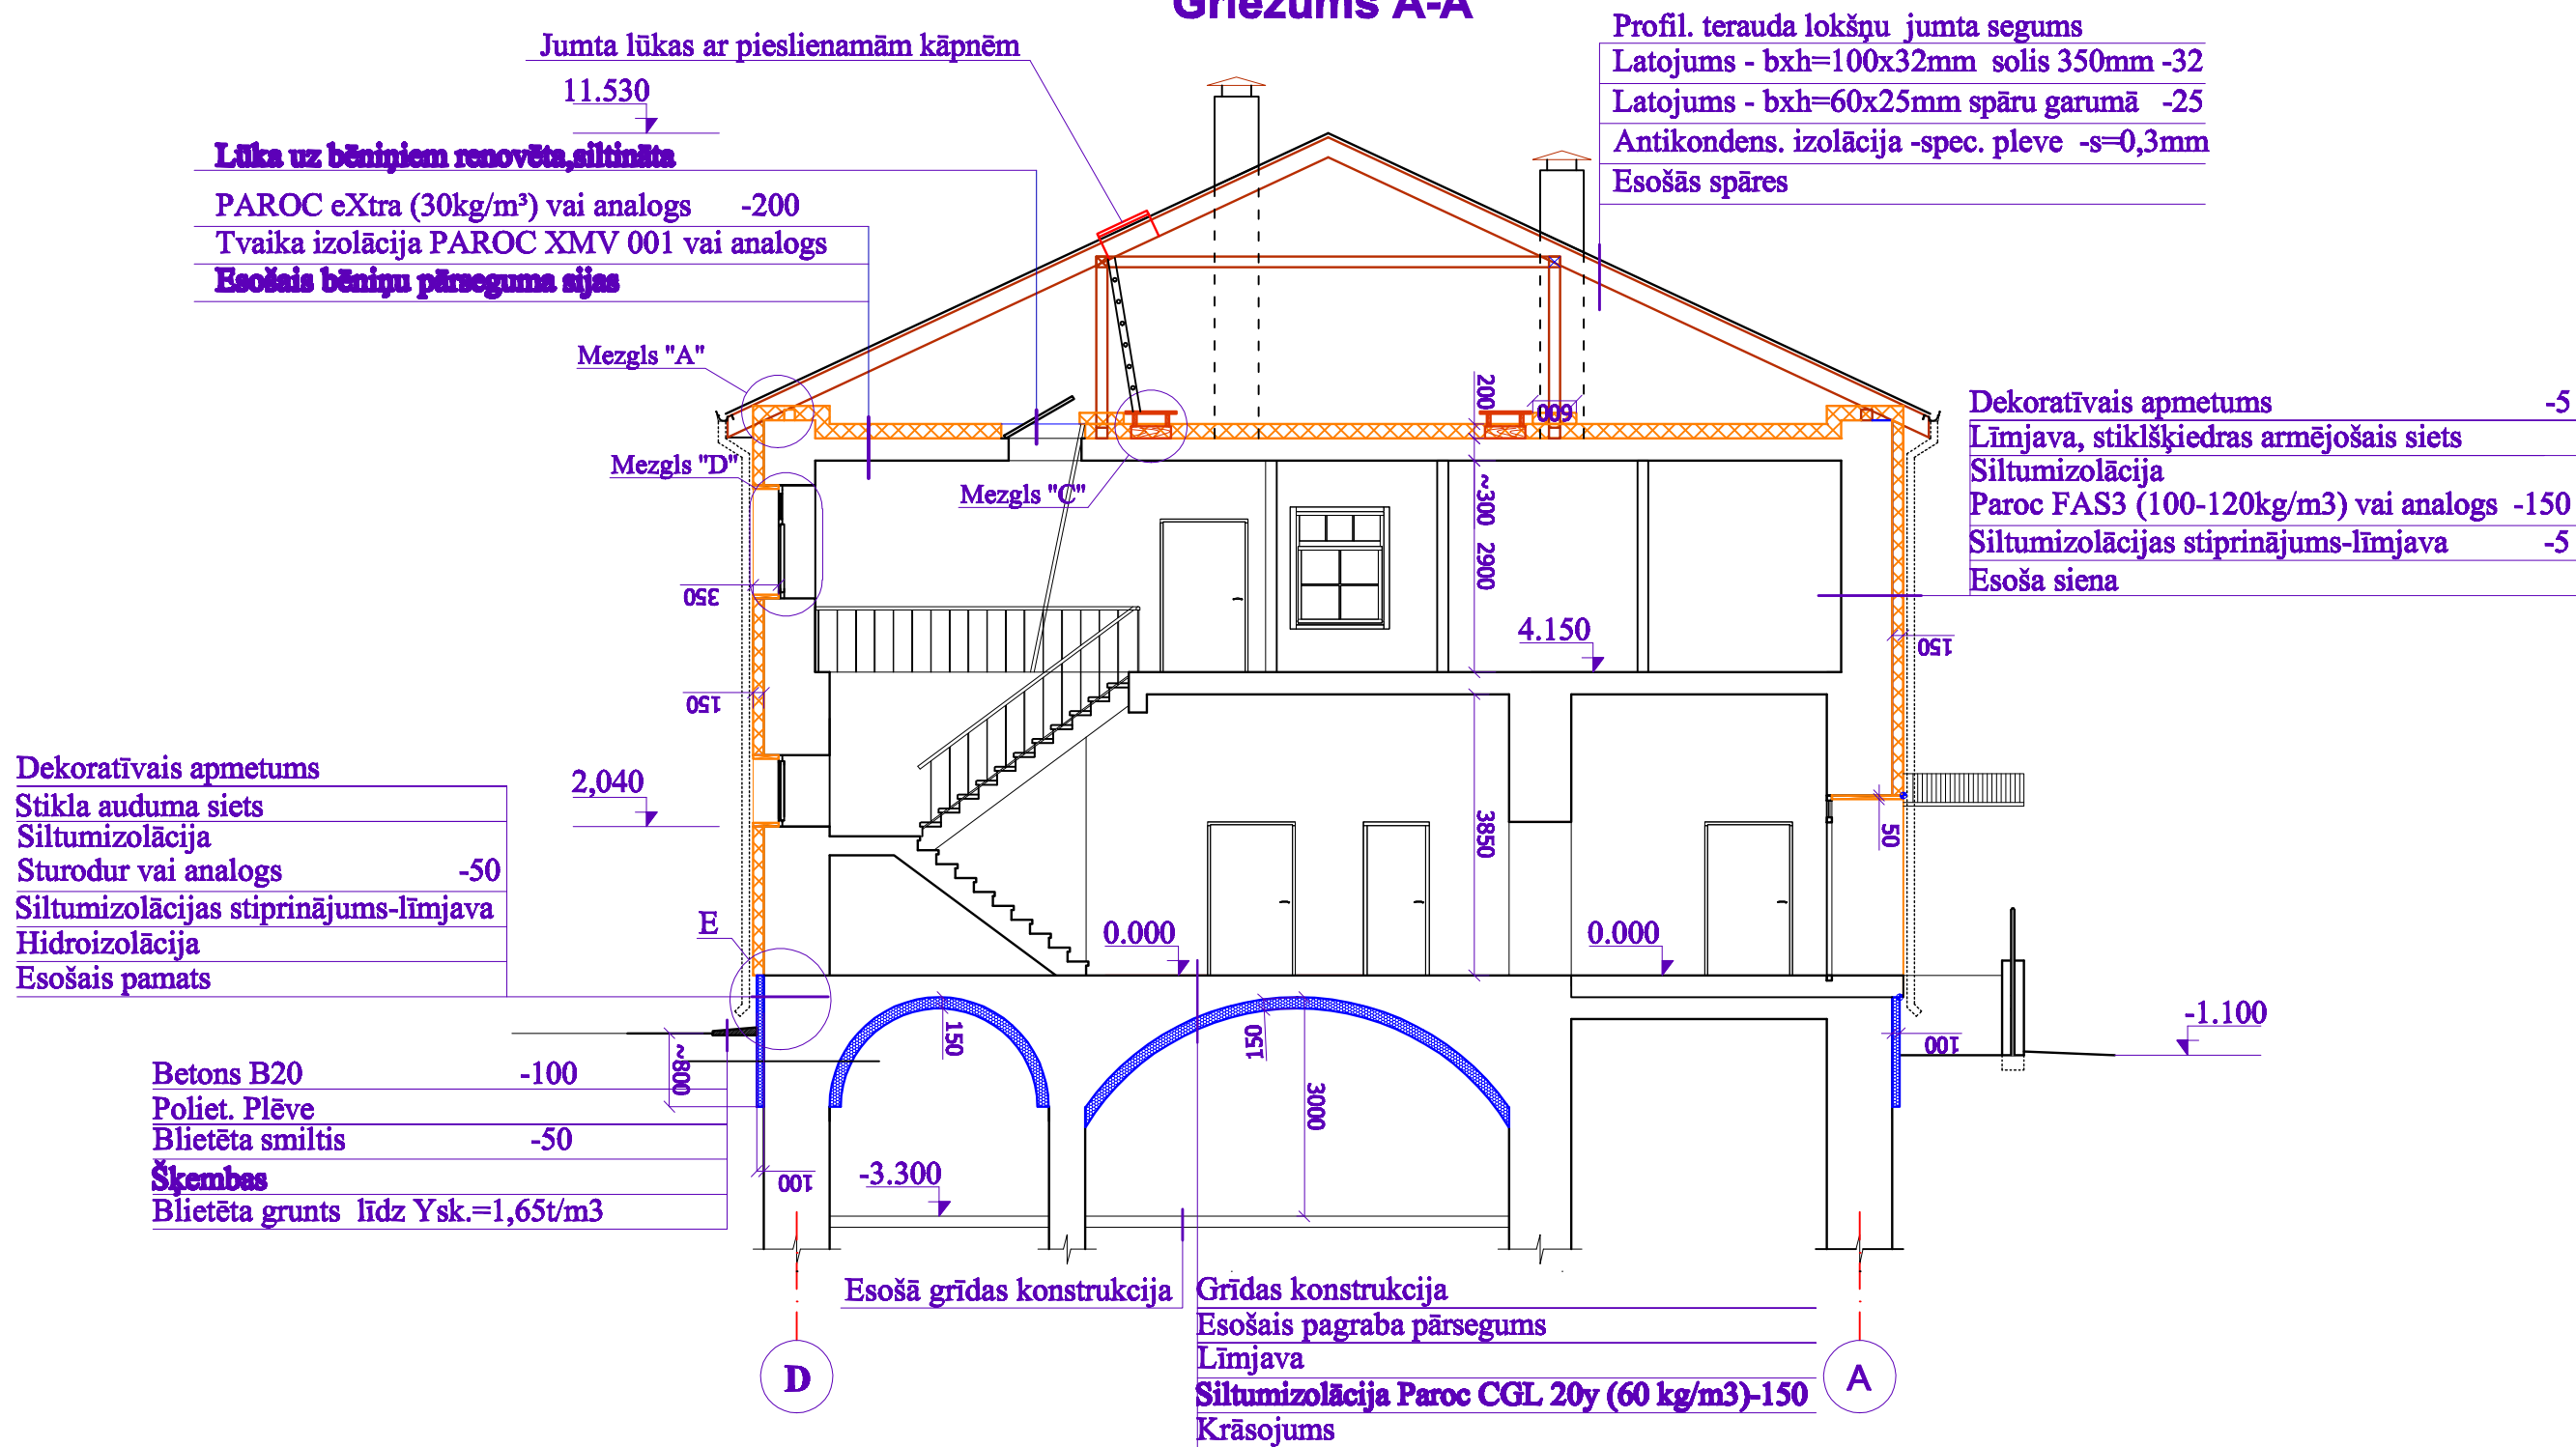 Griezums A-A
Jumta lūkas ar pieslienamām kāpnēm
11.530
Lūka uz bēniņiem renovēta,siltināta
PAROC eXtra (30kg/m³) vai analogs -200
Tvaika izolācija PAROC XMV 001 vai analogs
Esošais bēniņu pārseguma sijas
Profil. terauda lokšņu jumta segums
Latojums - bxh=100x32mm solis 350mm -32
Latojums - bxh=60x25mm spāru garumā -25
Antikondens. izolācija -spec. pleve -s=0,3mm
Esošās spāres
Mezgls "A"
Mezgls "D"
Mezgls "C"
200
600
~300
2900
350
150
4.150
Dekoratīvais apmetums -5
Līmjava, stiklšķiedras armējošais siets
Siltumizolācija
Paroc FAS3 (100-120kg/m3) vai analogs -150
Siltumizolācijas stiprinājums-līmjava -5
Esoša siena
150
Dekoratīvais apmetums
Stikla auduma siets
Siltumizolācija
Sturodur vai analogs -50
Siltumizolācijas stiprinājums-līmjava
Hidroizolācija
Esošais pamats
2,040
3850
50
E
0.000
0.000
-1.100
100
Betons B20 -100
Poliet. Plēve
Blietēta smiltis -50
Šķembas
Blietēta grunts līdz Ysk.=1,65t/m3
~800
150
150
3000
100
-3.300
Esošā grīdas konstrukcija
Grīdas konstrukcija
Esošais pagraba pārsegums
Līmjava
Siltumizolācija Paroc CGL 20y (60 kg/m3)-150
Krāsojums
D
A